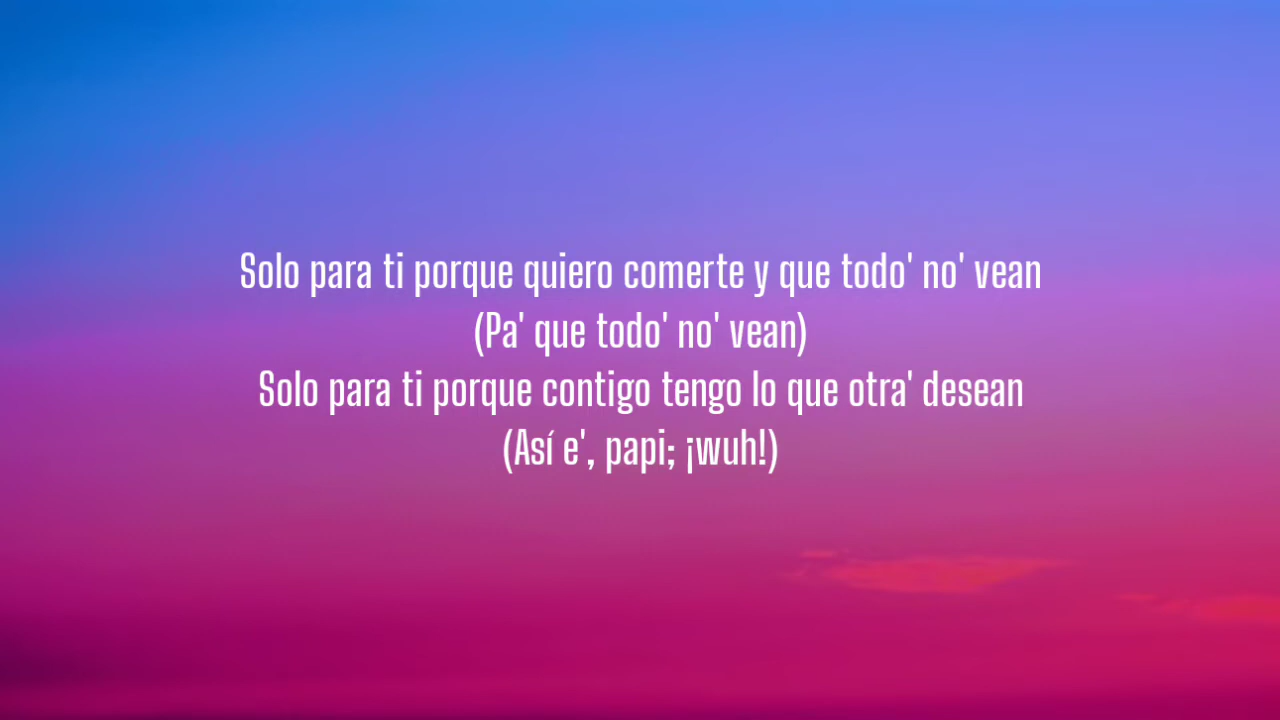 Solo para ti porque quiero comerte y que todo' no' vean
(Pa' que todo' no' vean)
Solo para ti porque contigo tengo lo que otra' desean
(Así e', papi; ¡wuh!)